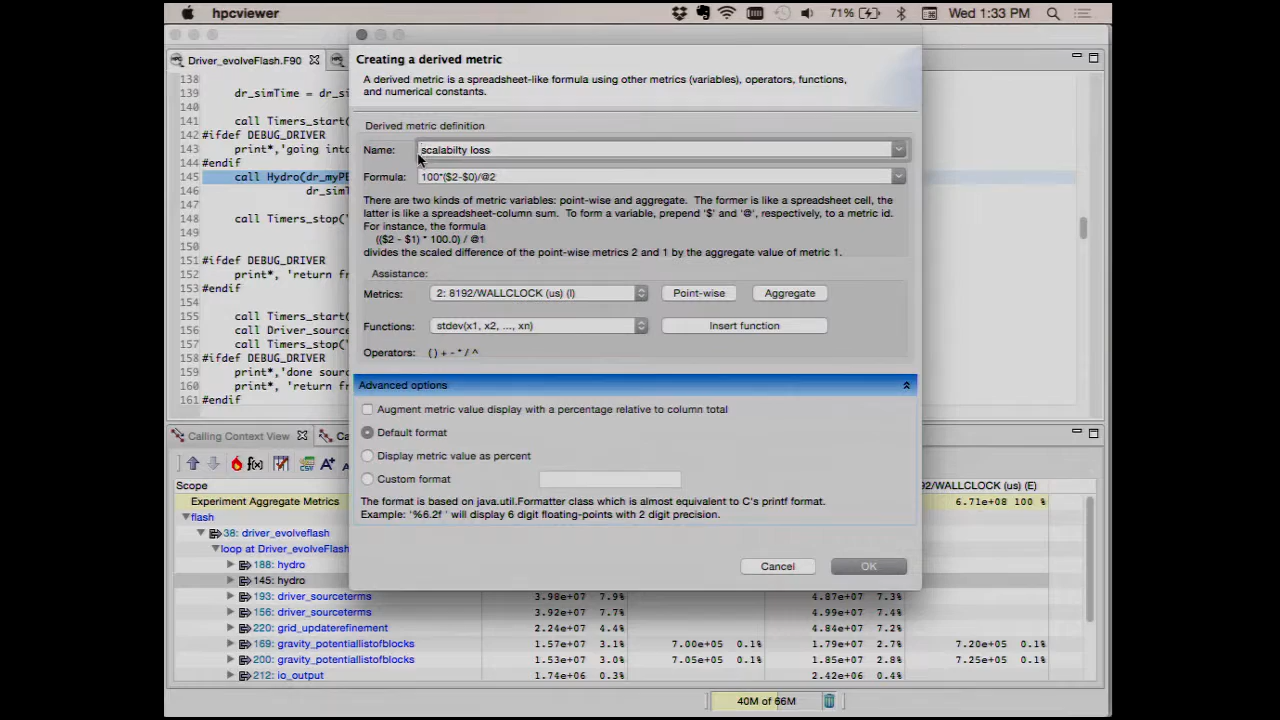 hpcviewer 71% Wed 1:33 PM
Driver_evolveFlash.F90
138
139 dr_simTime = dr_s
140
141 call Timers_start(
142 #ifdef DEBUG_DRIVER
143 print*,'going into
144 #endif
145 call Hydro(dr_myPE
146 dr_simT
147
148 call Timers_stop('
149
150
151 #ifdef DEBUG_DRIVER
152 print*, 'return fr
153 #endif
154
155 call Timers_start(
156 call Driver_source
157 call Timers_stop('
158 #ifdef DEBUG_DRIVER
159 print*,'done sourc
160 print*, 'return fr
161 #endif
Creating a derived metric
A derived metric is a spreadsheet-like formula using other metrics (variables), operators, functions,
and numerical constants.
Derived metric definition
Name: scalabilty loss
Formula: 100*($2-$0)/@2
There are two kinds of metric variables: point-wise and aggregate. The former is like a spreadsheet cell, the
latter is like a spreadsheet-column sum. To form a variable, prepend '$' and '@', respectively, to a metric id.
For instance, the formula
(($2 - $1) * 100.0) / @1
divides the scaled difference of the point-wise metrics 2 and 1 by the aggregate value of metric 1.
Assistance:
Metrics: 2: 8192/WALLCLOCK (us) (I) Point-wise Aggregate
Functions: stdev(x1, x2, ..., xn) Insert function
Operators: ( ) + - * / ^
Advanced options
Augment metric value display with a percentage relative to column total
Default format
Display metric value as percent
Custom format
The format is based on java.util.Formatter class which is almost equivalent to C's printf format.
Example: '%6.2f ' will display 6 digit floating-points with 2 digit precision.
Cancel OK
Calling Context View Ca
f(x) CSV A+ A
Scope 92/WALLCLOCK (us) (E)
Experiment Aggregate Metrics 6.71e+08 100 %
flash
38: driver_evolveflash
loop at Driver_evolveFlash
188: hydro
145: hydro
193: driver_sourceterms 3.98e+07 7.9% 4.87e+07 7.3%
156: driver_sourceterms 3.92e+07 7.7% 4.99e+07 7.4%
220: grid_updaterefinement 2.24e+07 4.4% 4.84e+07 7.2%
169: gravity_potentiallistofblocks 1.57e+07 3.1% 7.00e+05 0.1% 1.79e+07 2.7% 7.20e+05 0.1%
200: gravity_potentiallistofblocks 1.53e+07 3.0% 7.05e+05 0.1% 1.85e+07 2.8% 7.25e+05 0.1%
212: io_output 1.74e+06 0.4% 2.42e+06 0.4%
40M of 66M